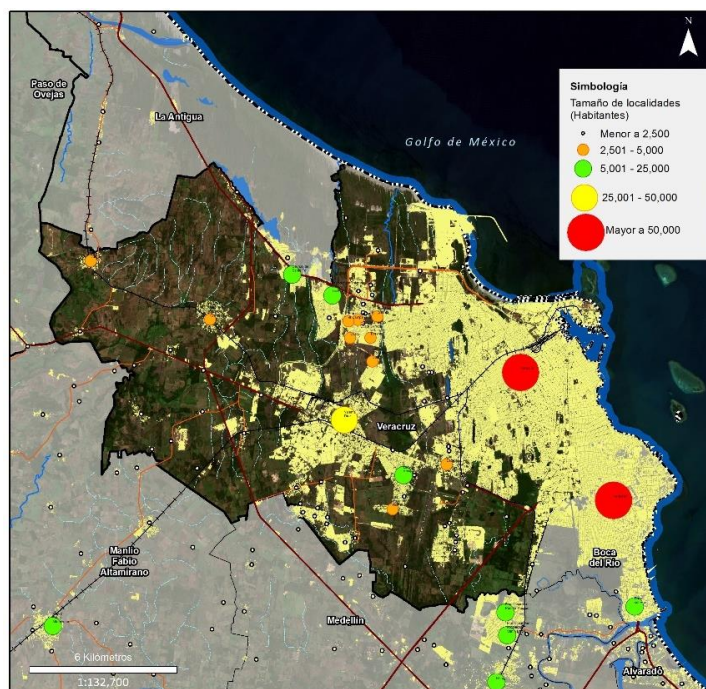 N
Simbología
Tamaño de localidades
(Habitantes)
Menor a 2,500
2,501 - 5,000
5,001 - 25,000
25,001 - 50,000
Mayor a 50,000
Paso de
Ovejas
La Antigua
Golfo de México
Veracruz
Boca
del Río
Manlio
Fabio
Altamirano
Medellín
Alvarado
6 Kilómetros
1:132,700